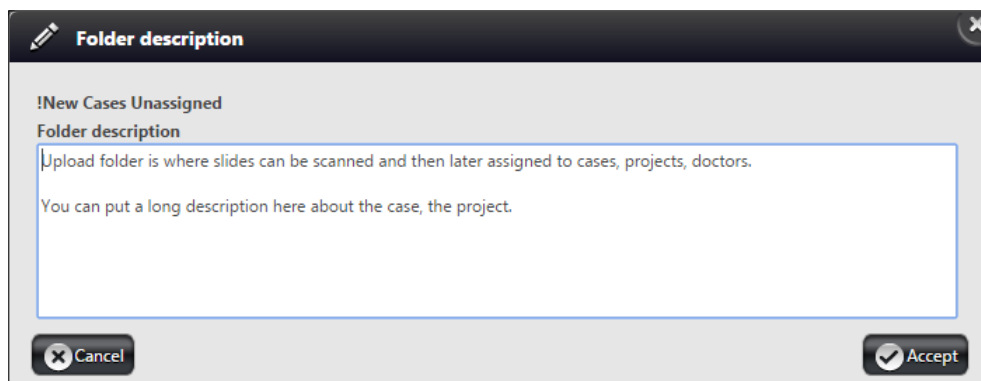 Folder description
!New Cases Unassigned
Folder description
Upload folder is where slides can be scanned and then later assigned to cases, projects, doctors.
You can put a long description here about the case, the project.
Cancel
Accept